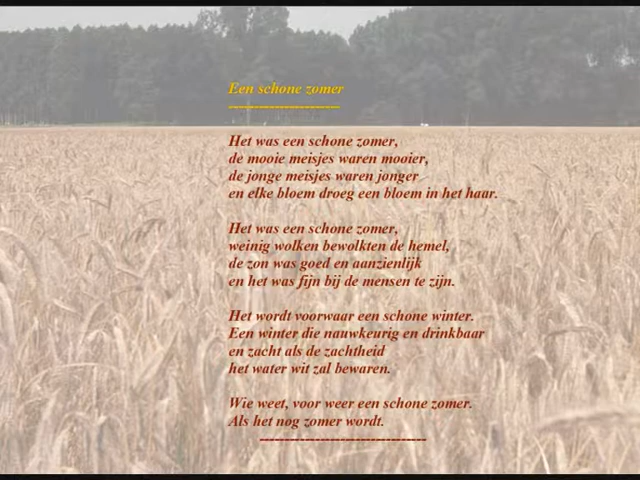 Een schone zomer
--------------------
Het was een schone zomer,
de mooie meisjes waren mooier,
de jonge meisjes waren jonger
en elke bloem droeg een bloem in het haar.
Het was een schone zomer,
weinig wolken bewolkten de hemel,
de zon was goed en aanzienlijk
en het was fijn bij de mensen te zijn.
Het wordt voorwaar een schone winter.
Een winter die nauwkeurig en drinkbaar
en zacht als de zachtheid
het water wit zal bewaren.
Wie weet, voor weer een schone zomer.
Als het nog zomer wordt.
------------------------------